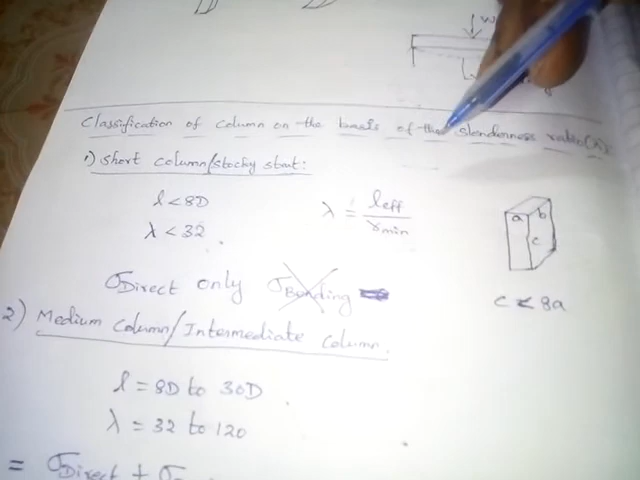 W
Classification of column on the basis of the slenderness ratio(λ):
1) Short column/stocky strut:
l < 8D
λ < 32
λ = leff / rmin
a b
c
σDirect only σBending
c < 8a
2) Medium Column/Intermediate Column
l = 8D to 30D
λ = 32 to 120
= σDirect + σ